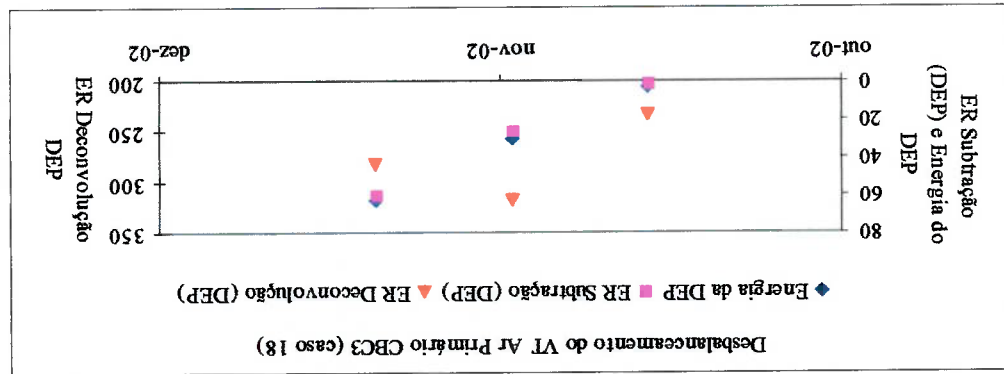 Desbalanceamento do VF Ar Primário CBC3 (caso 18)
Energia da DEP ER Subtração (DEP) ER Deconvolução (DEP)
ER Subtração
(DEP) e Energia do
DEP
80
60
40
20
0
350
300
250
200
ER Deconvolução
DEP
out-02 nov-02 dez-02